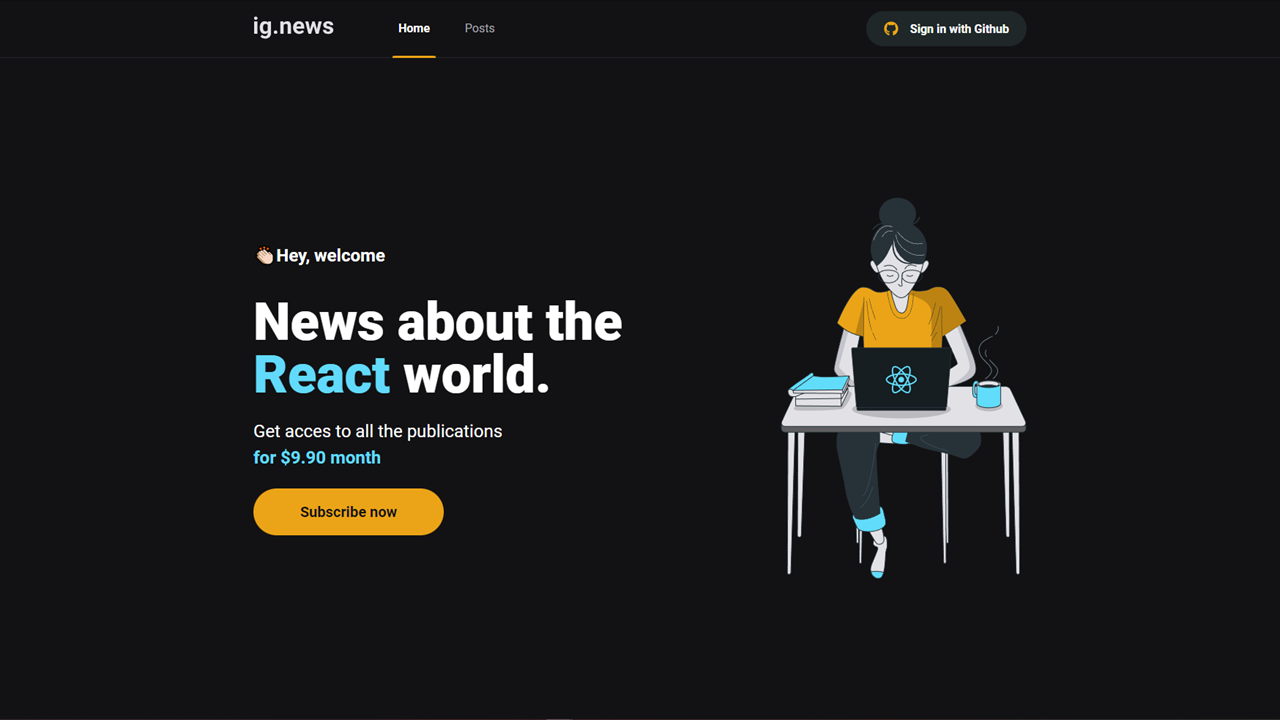 ig.news
Home
Posts
Sign in with Github
👏🏻 Hey, welcome
News about the
React world.
Get acces to all the publications
for $9.90 month
Subscribe now